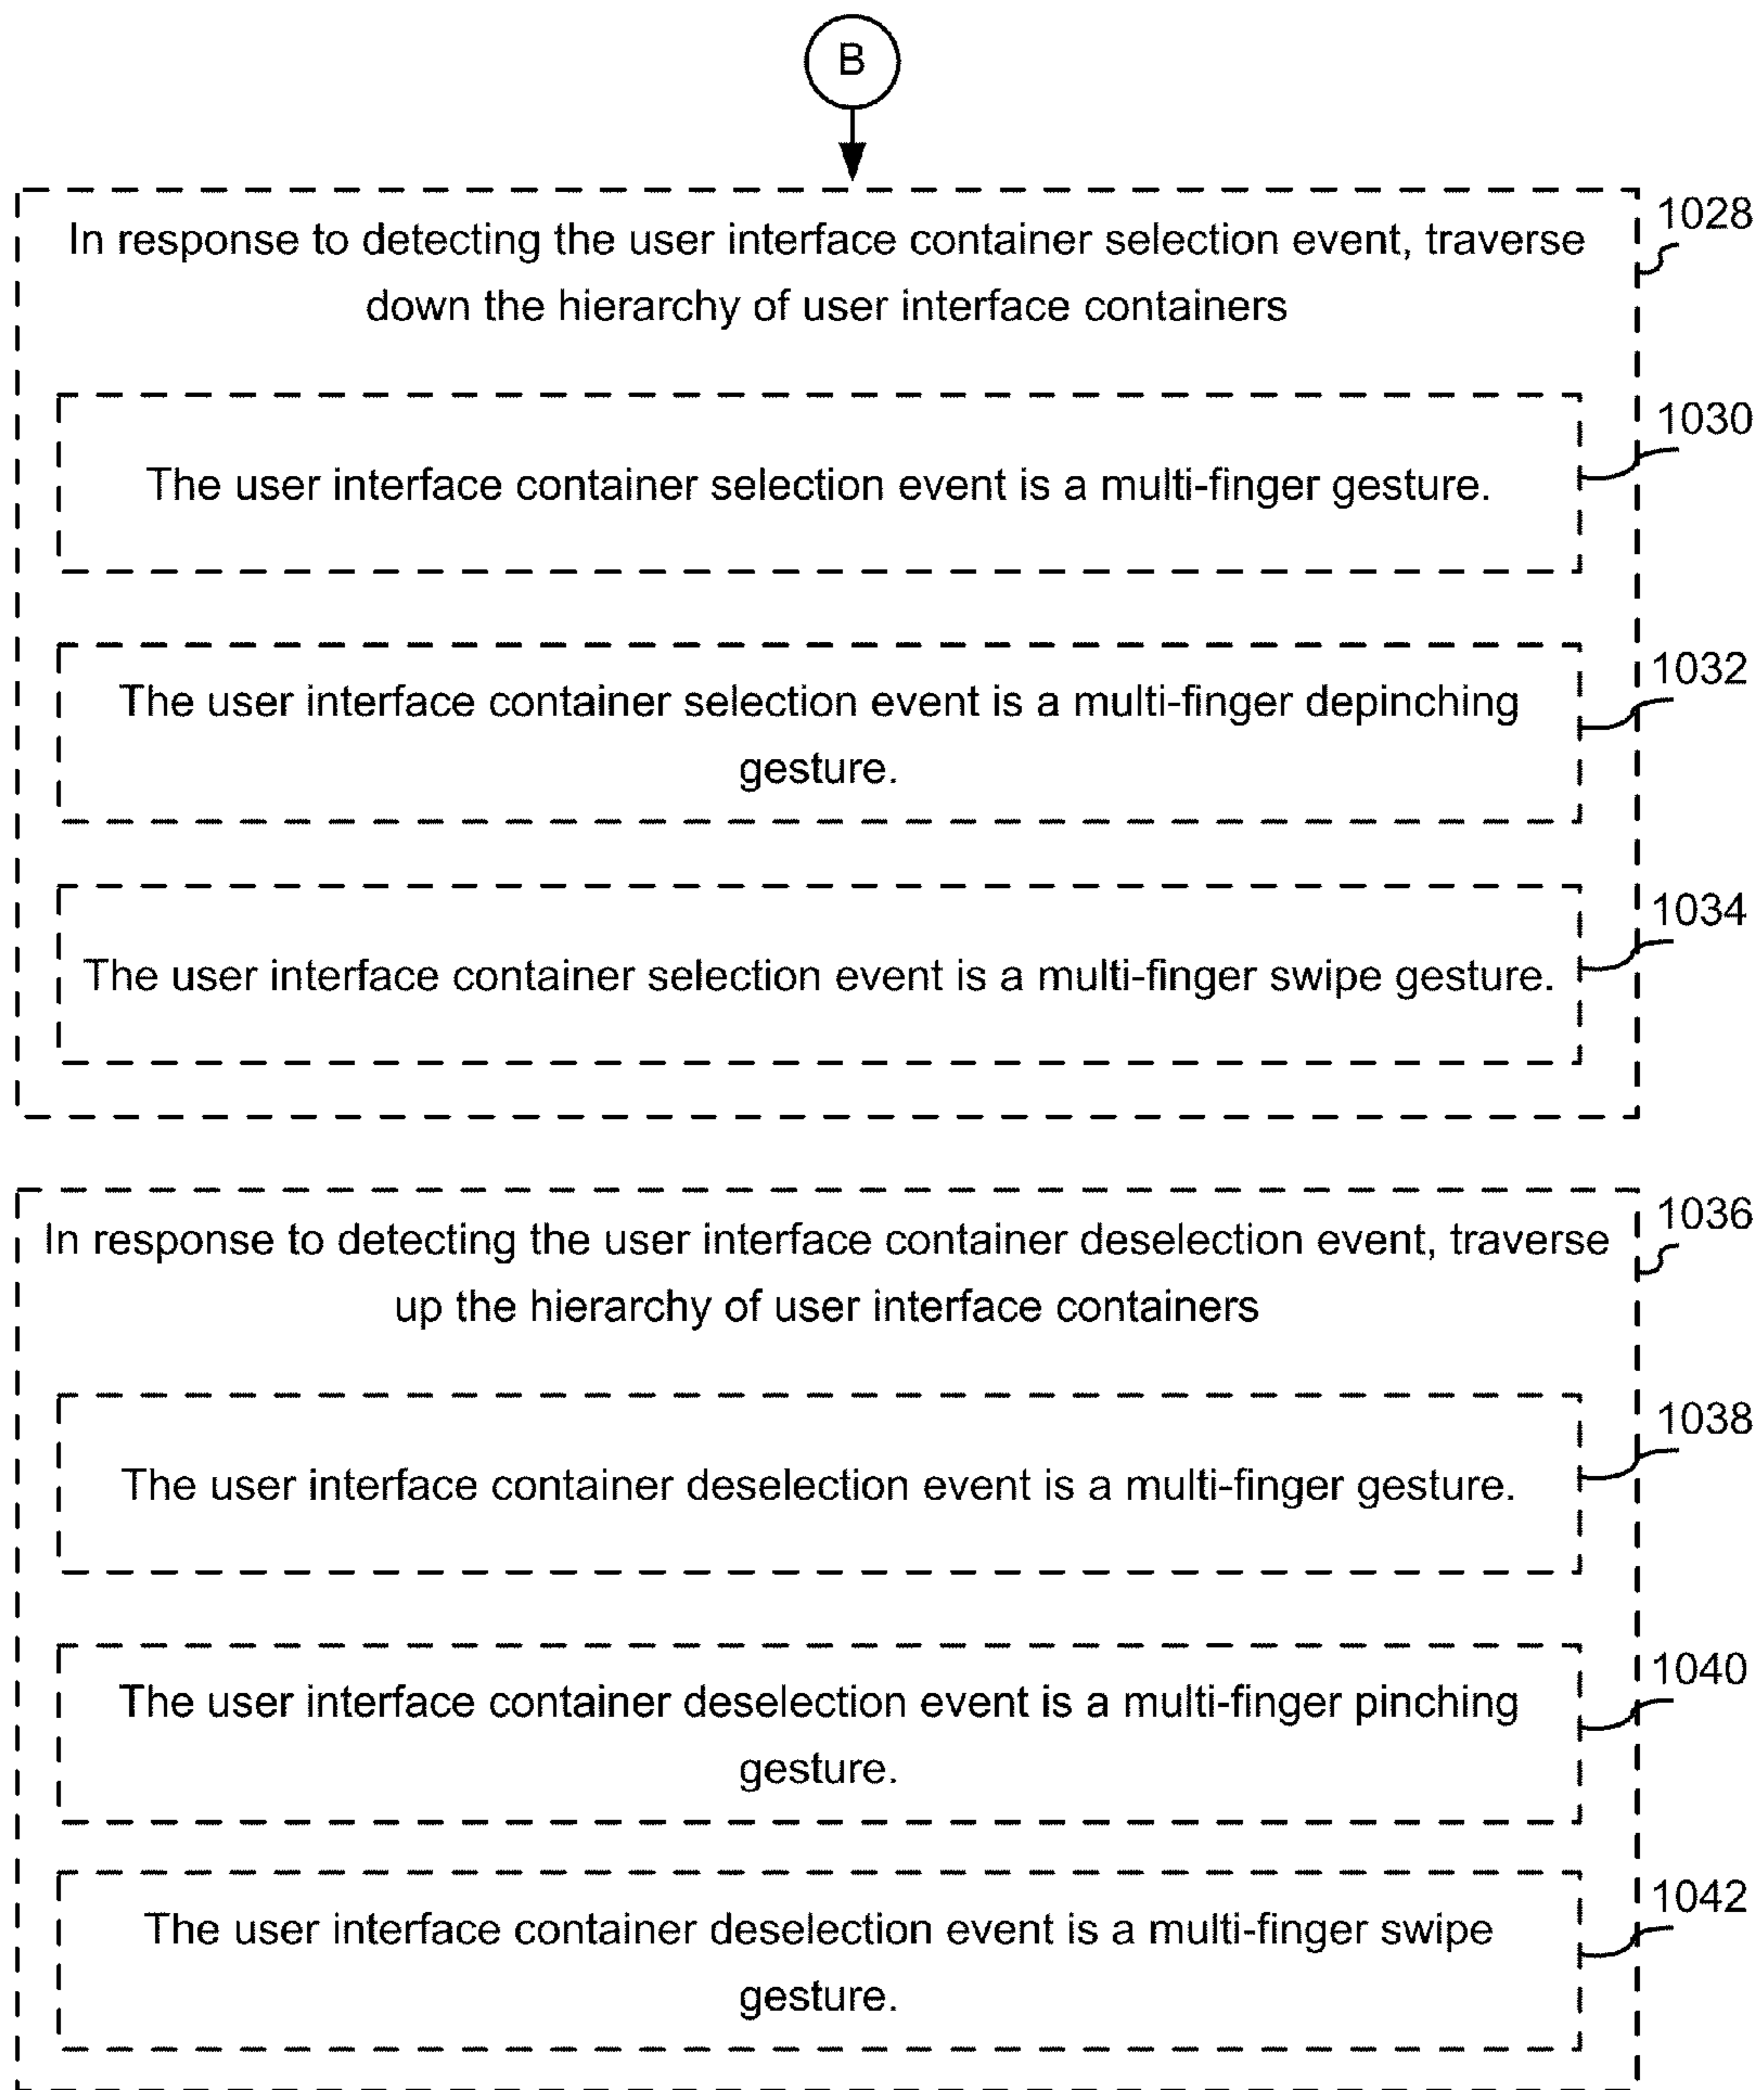 B
In response to detecting the user interface container selection event, traverse
down the hierarchy of user interface containers
1028
The user interface container selection event is a multi-finger gesture.
1030
The user interface container selection event is a multi-finger depinching
gesture.
1032
The user interface container selection event is a multi-finger swipe gesture.
1034
In response to detecting the user interface container deselection event, traverse
up the hierarchy of user interface containers
1036
The user interface container deselection event is a multi-finger gesture.
1038
The user interface container deselection event is a multi-finger pinching
gesture.
1040
The user interface container deselection event is a multi-finger swipe
gesture.
1042